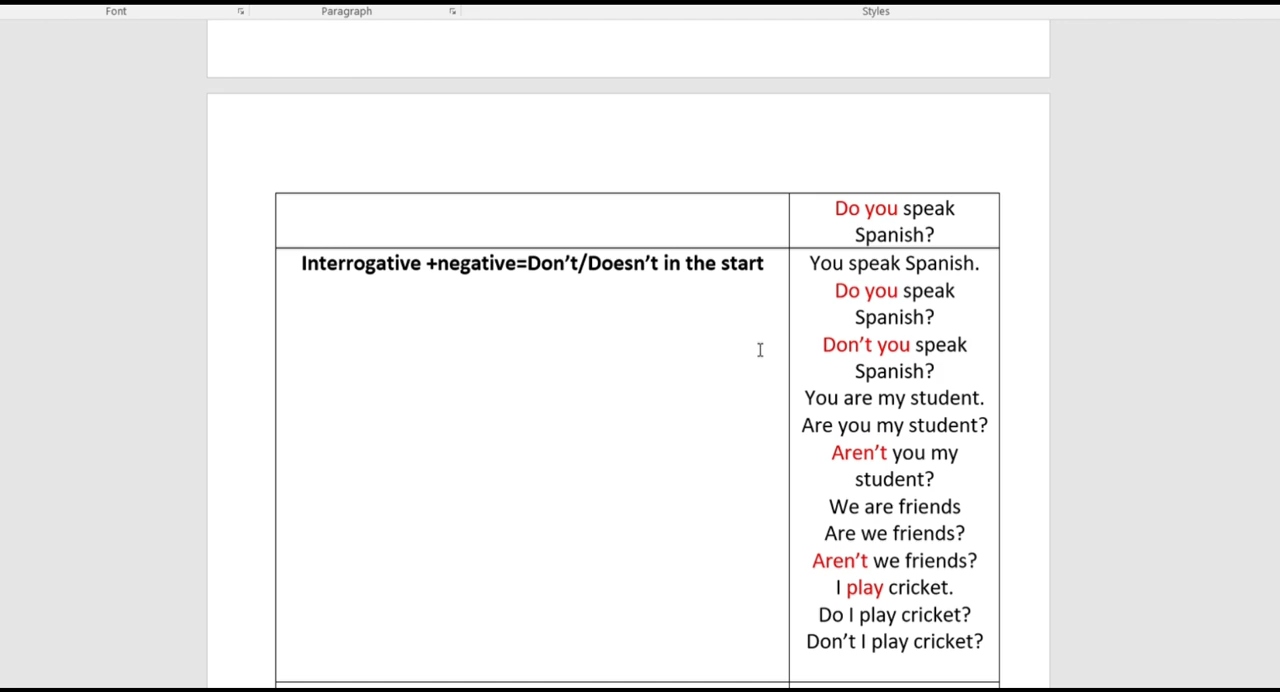 Font
Paragraph
Styles
Do you speak
Spanish?
Interrogative +negative=Don't/Doesn't in the start
You speak Spanish.
Do you speak
Spanish?
Don't you speak
Spanish?
You are my student.
Are you my student?
Aren't you my
student?
We are friends
Are we friends?
Aren't we friends?
I play cricket.
Do I play cricket?
Don't I play cricket?